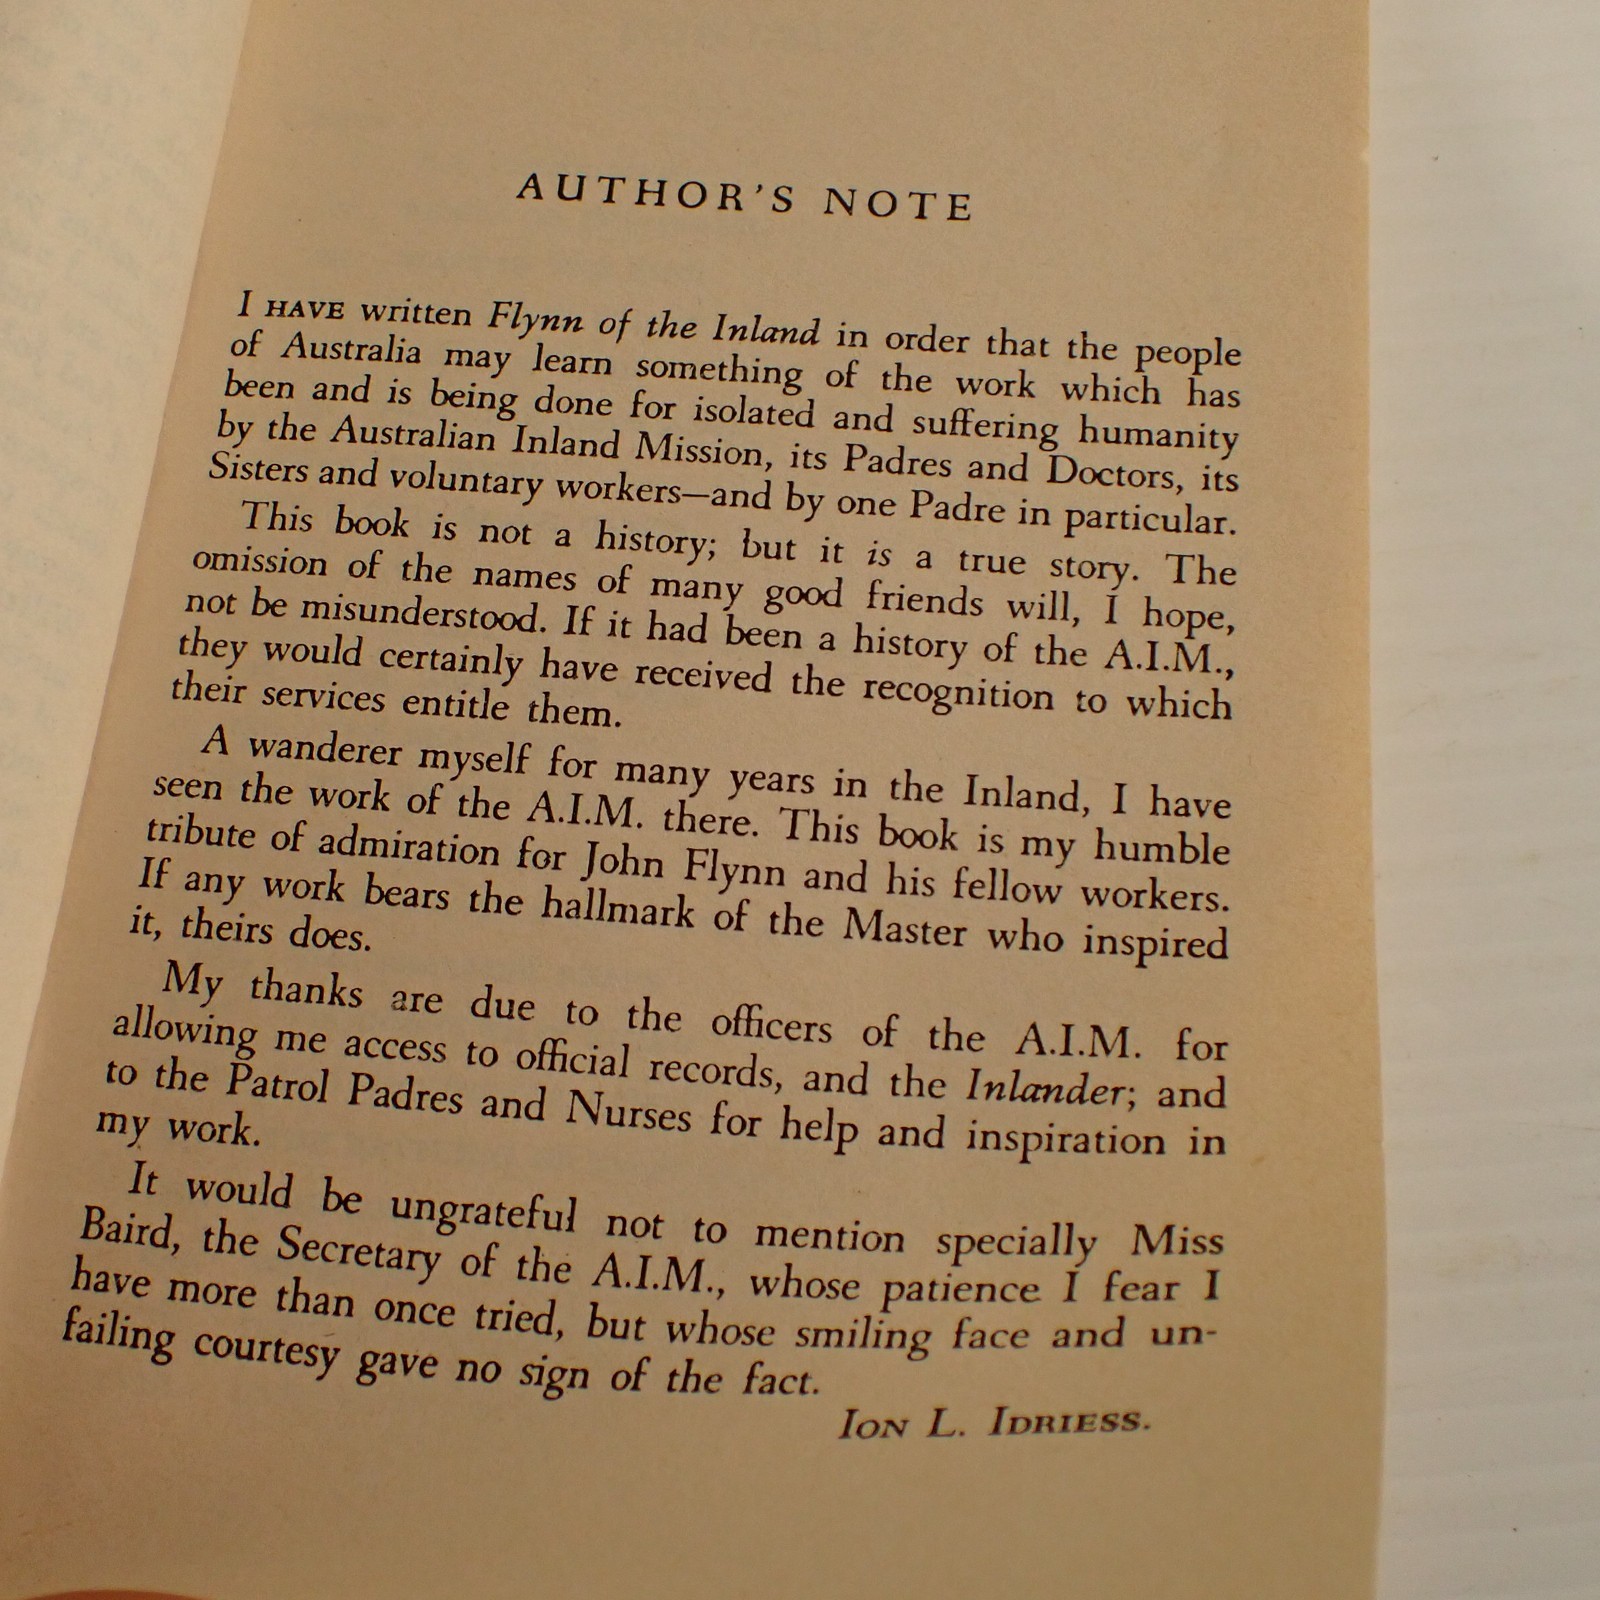 AUTHOR'S NOTE
I HAVE written Flynn of the Inland in order that the people
of Australia may learn something of the work which has
been and is being done for isolated and suffering humanity
by the Australian Inland Mission, its Padres and Doctors, its
Sisters and voluntary workers—and by one Padre in particular.
This book is not a history; but it is a true story. The
omission of the names of many good friends will, I hope,
not be misunderstood. If it had been a history of the A.I.M.,
they would certainly have received the recognition to which
their services entitle them.
A wanderer myself for many years in the Inland, I have
seen the work of the A.I.M. there. This book is my humble
tribute of admiration for John Flynn and his fellow workers.
If any work bears the hallmark of the Master who inspired
it, theirs does.
My thanks are due to the officers of the A.I.M. for
allowing me access to official records, and the Inlander; and
to the Patrol Padres and Nurses for help and inspiration in
my work.
It would be ungrateful not to mention specially Miss
Baird, the Secretary of the A.I.M., whose patience I fear I
have more than once tried, but whose smiling face and un-
failing courtesy gave no sign of the fact.
ION L. IDRIESS.